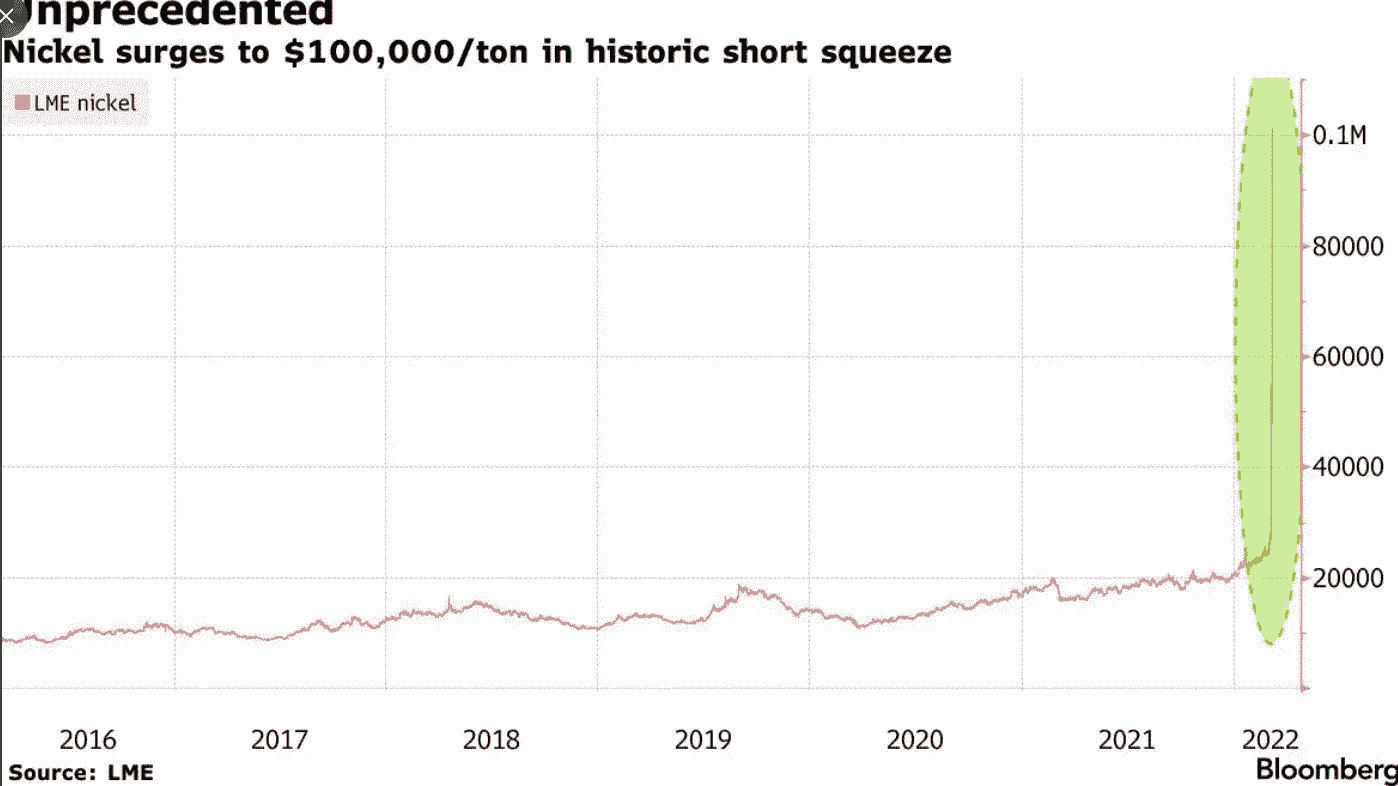 Unprecedented
Nickel surges to $100,000/ton in historic short squeeze
LME nickel
0.1M
80000
60000
40000
20000
2016 2017 2018 2019 2020 2021 2022
Source: LME
Bloomberg